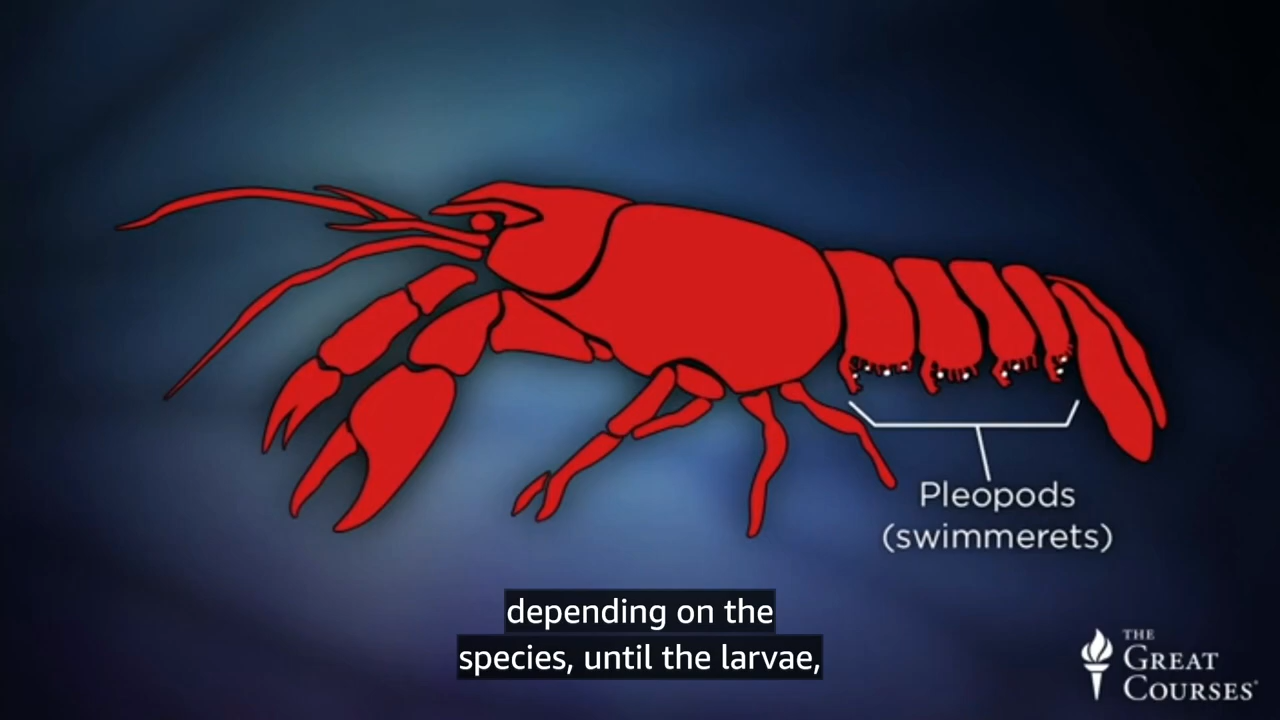 Pleopods
(swimmerets)
depending on the
species, until the larvae,
THE
GREAT
COURSES